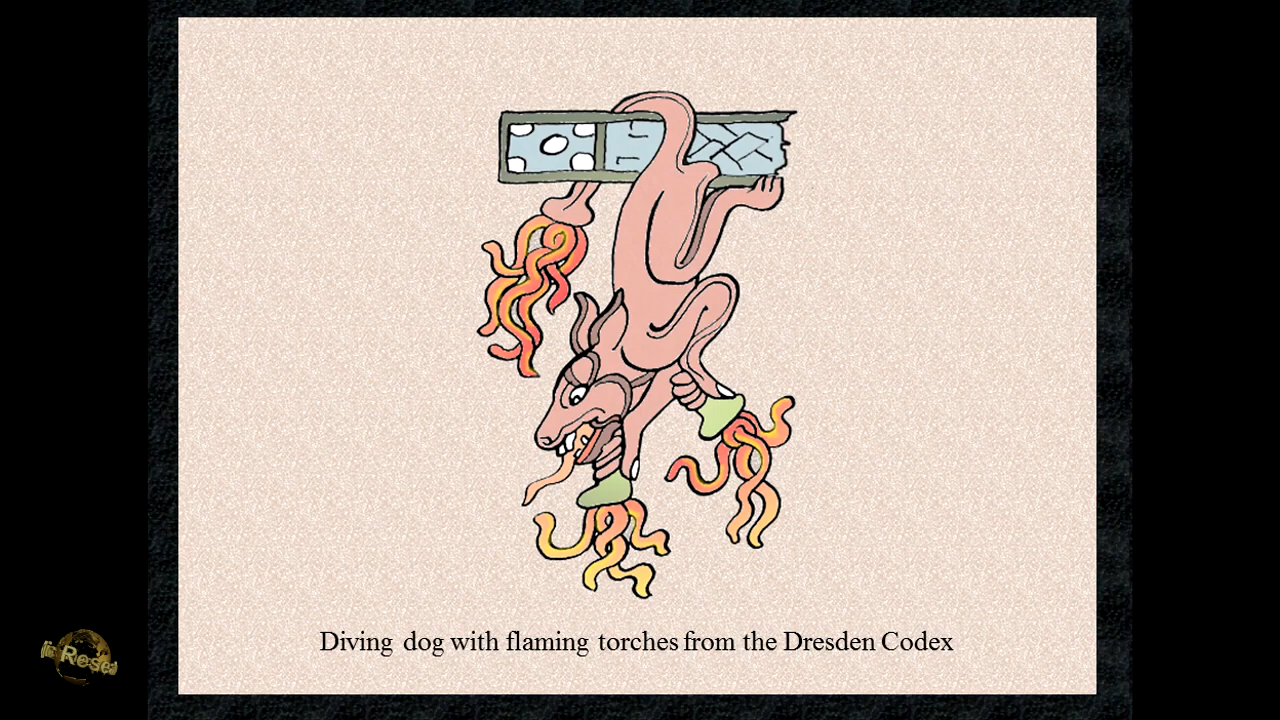 Diving dog with flaming torches from the Dresden Codex